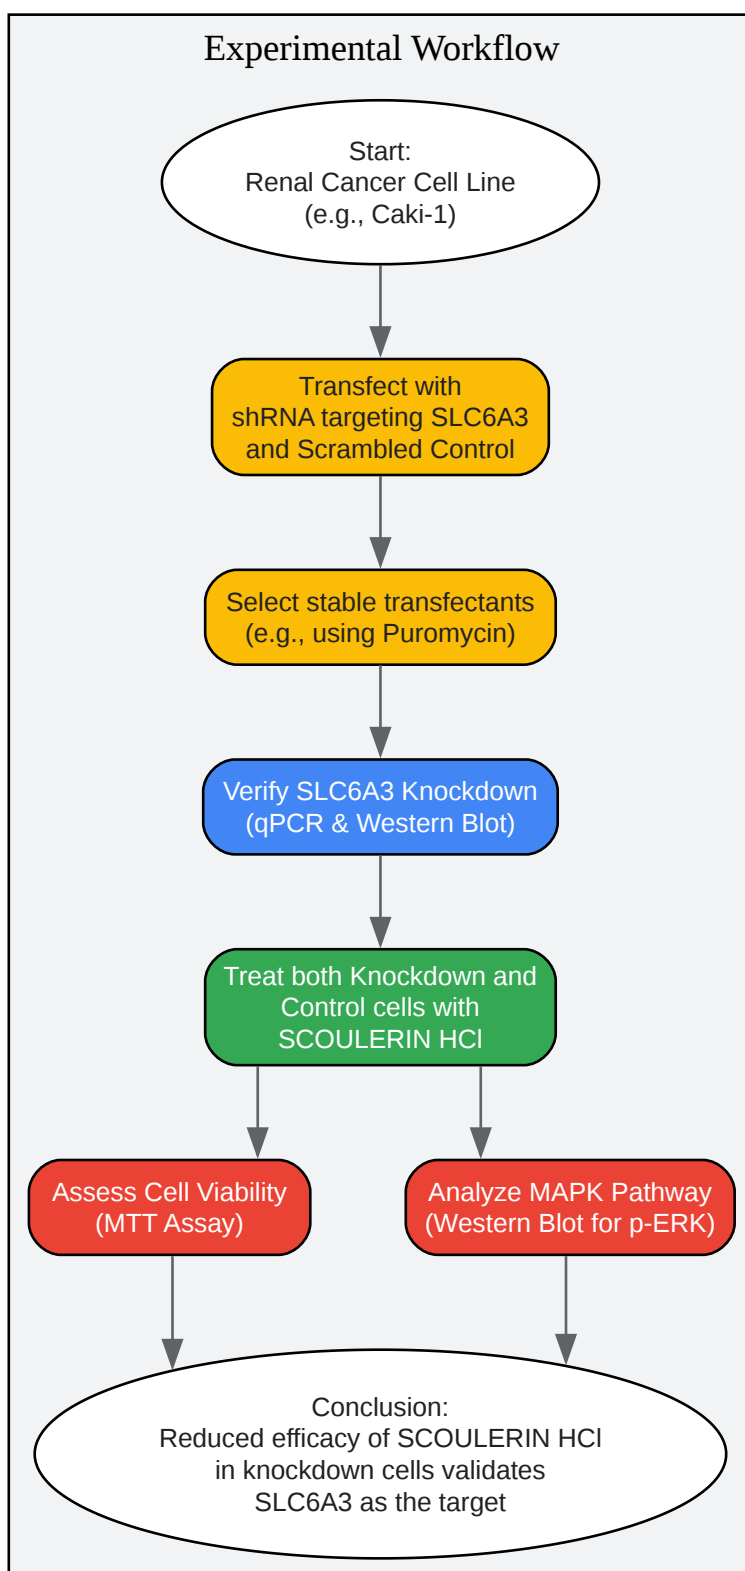 Experimental Workflow
Start:
Renal Cancer Cell Line
(e.g., Caki-1)
Transfect with
shRNA targeting SLC6A3
and Scrambled Control
Select stable transfectants
(e.g., using Puromycin)
Verify SLC6A3 Knockdown
(qPCR & Western Blot)
Treat both Knockdown and
Control cells with
SCOULERIN HCl
Assess Cell Viability
(MTT Assay)
Analyze MAPK Pathway
(Western Blot for p-ERK)
Conclusion:
Reduced efficacy of SCOULERIN HCl
in knockdown cells validates
SLC6A3 as the target